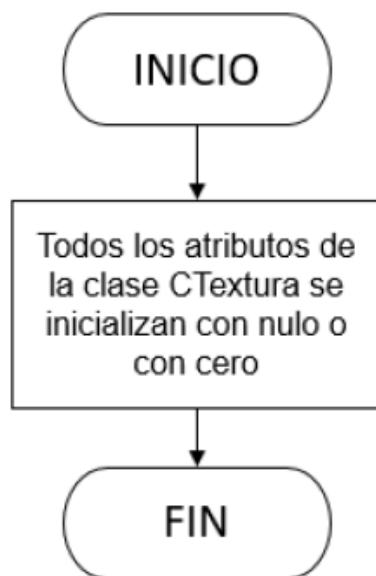 INICIO
Todos los atributos de
la clase CTextura se
inicializan con nulo o
con cero
FIN